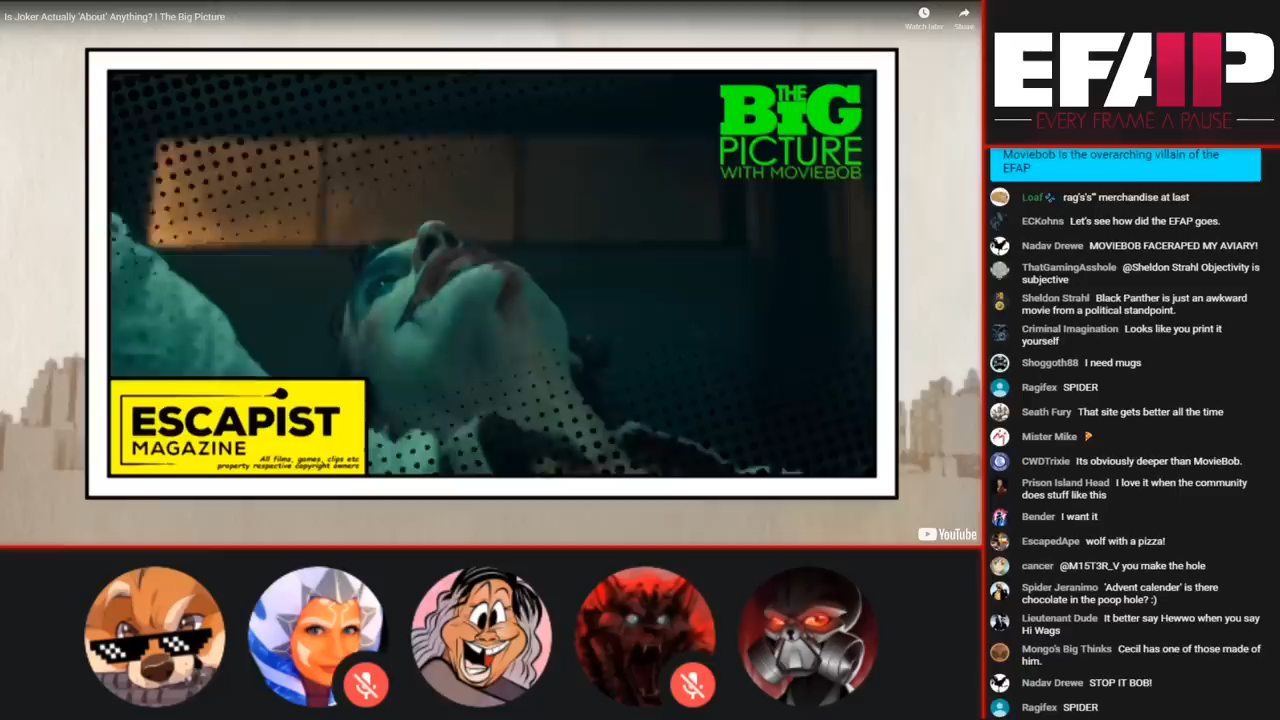 Is Joker Actually 'About' Anything? | The Big Picture
Watch later
Share
THE
BIG
PICTURE
WITH MOVIEBOB
ESCAPIST
MAGAZINE
All films, games, clips etc
property respective copyright owners
YouTube
EFAP
EVERY FRAME A PAUSE
Moviebob is the overarching villain of the
EFAP
Loaf rag's's" merchandise at last
ECKohns Let's see how did the EFAP goes.
Nadav Drewe MOVIEBOB FACERAPED MY AVIARY!
ThatGamingAsshole @Sheldon Strahl Objectivity is
subjective
Sheldon Strahl Black Panther is just an awkward
movie from a political standpoint.
Criminal Imagination Looks like you print it
yourself
Shoggoth88 I need mugs
Ragifex SPIDER
Seath Fury That site gets better all the time
Mister Mike
CWDTrixie Its obviously deeper than MovieBob.
Prison Island Head I love it when the community
does stuff like this
Bender I want it
EscapedApe wolf with a pizza!
cancer @M15T3R_V you make the hole
Spider Jeranimo 'Advent calender' is there
chocolate in the poop hole? :)
Lieutenant Dude It better say Hewwo when you say
Hi Wags
Mongo's Big Thinks Cecil has one of those made of
him.
Nadav Drewe STOP IT BOB!
Ragifex SPIDER